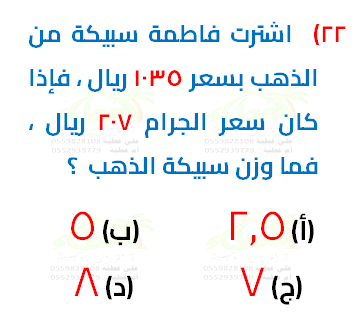 ٢٢) اشترت فاطمة سبيكة من
الذهب بسعر ١٠٣٥ ريال ، فإذا
كان سعر الجرام ٢٠٧ ريال ،
فما وزن سبيكة الذهب ؟
(أ) ٢,٥ (ب) ٥
(ج) ٧ (د) ٨